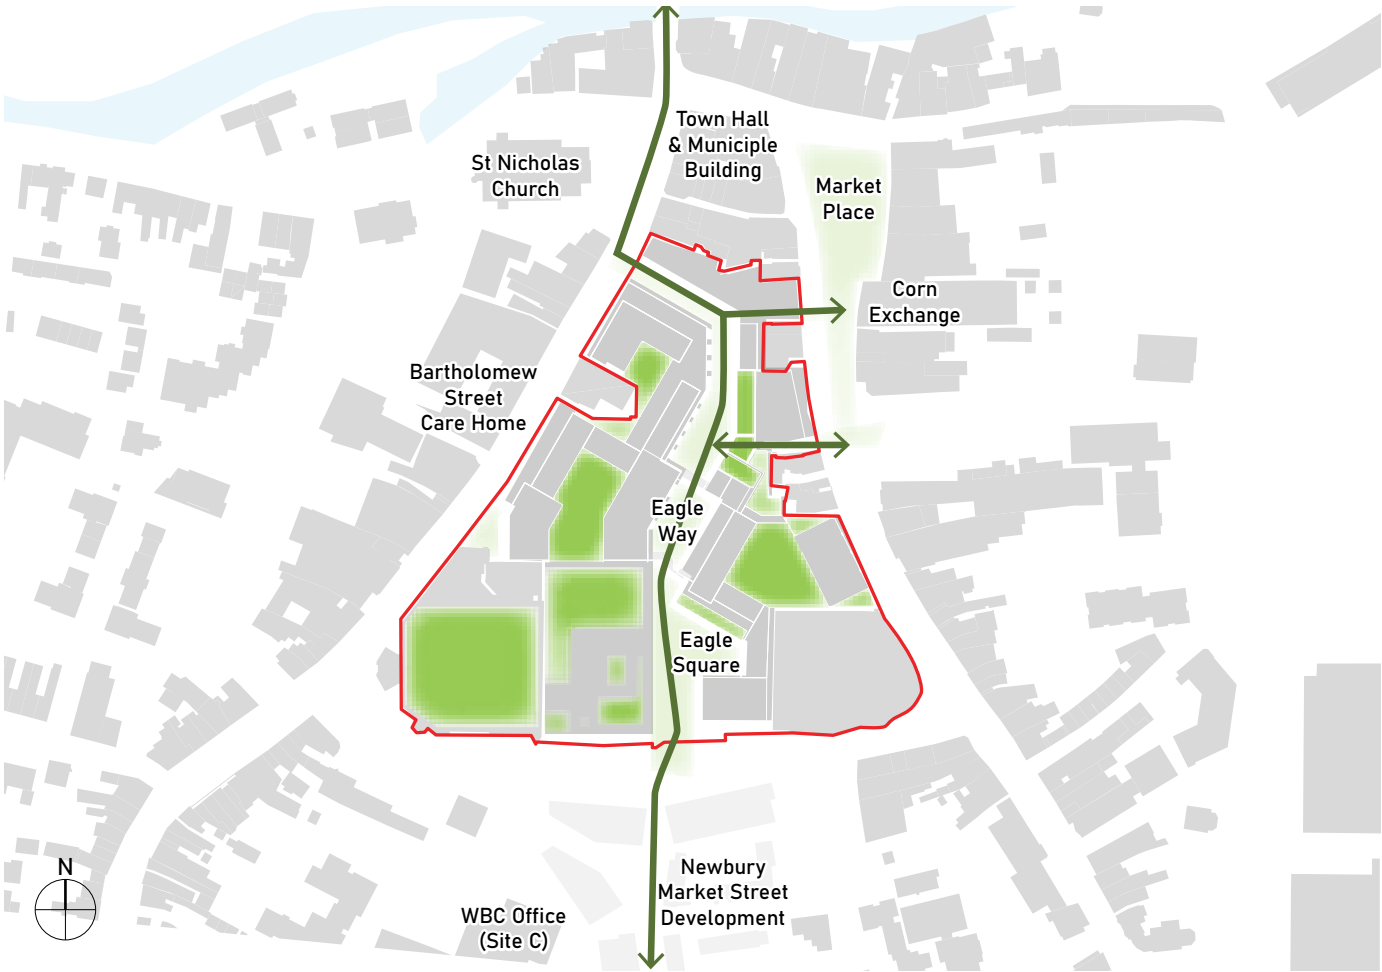 Town Hall
& Municiple
Building
St Nicholas
Church
Market
Place
Corn
Exchange
Bartholomew
Street
Care Home
Eagle
Way
Eagle
Square
N
Newbury
Market Street
Development
WBC Office
(Site C)